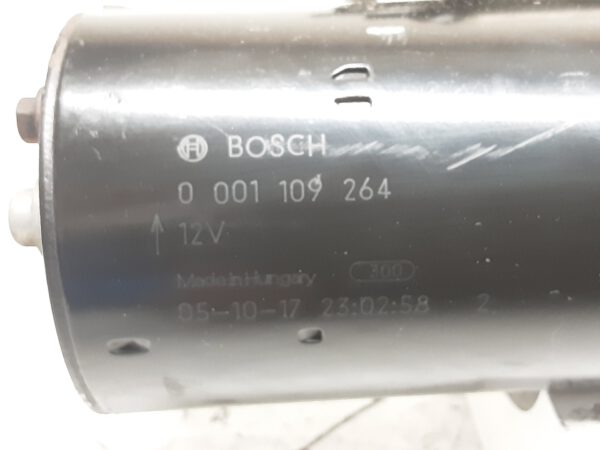 BOSCH
0 001 109 264
12V
Made in Hungary 300
05-10-17 23:02:58 2